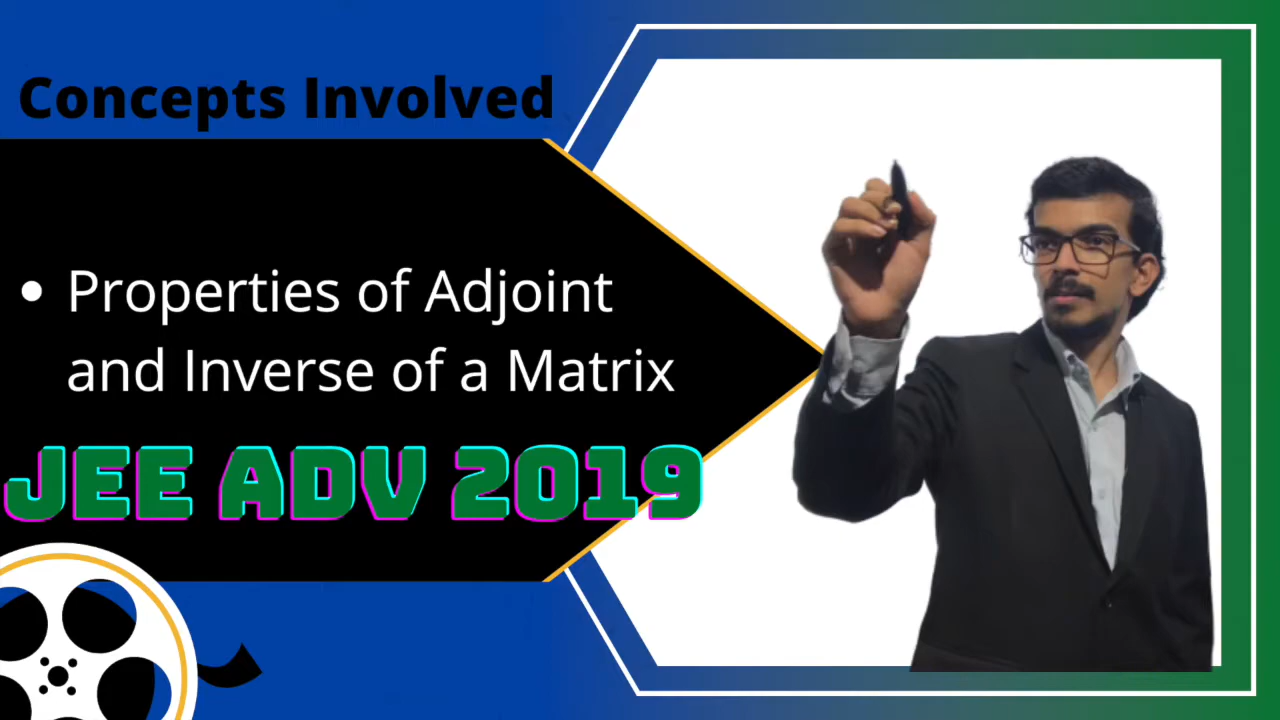 Concepts Involved
• Properties of Adjoint
and Inverse of a Matrix
JEE ADV 2019